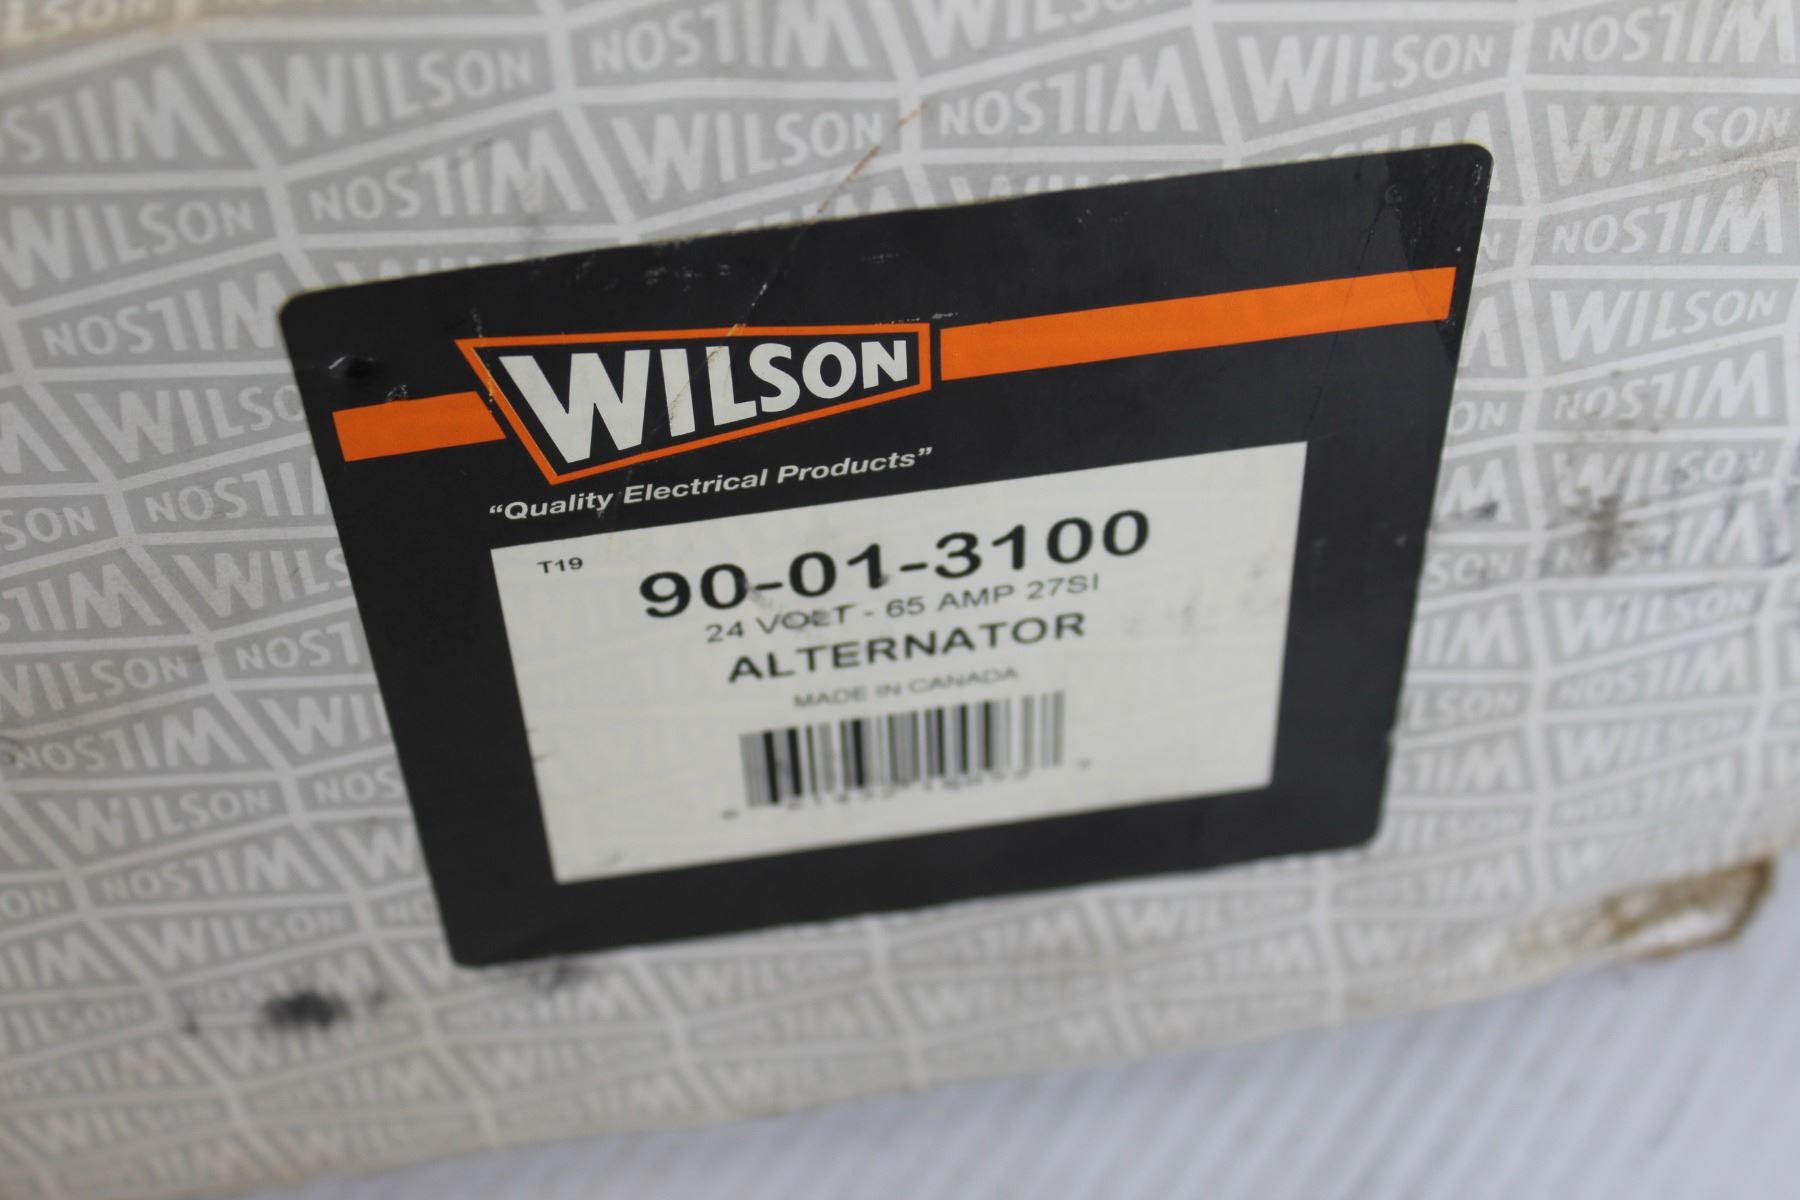 WILSON
“Quality Electrical Products”
T19
90-01-3100
24 VOLT - 65 AMP 27SI
ALTERNATOR
MADE IN CANADA